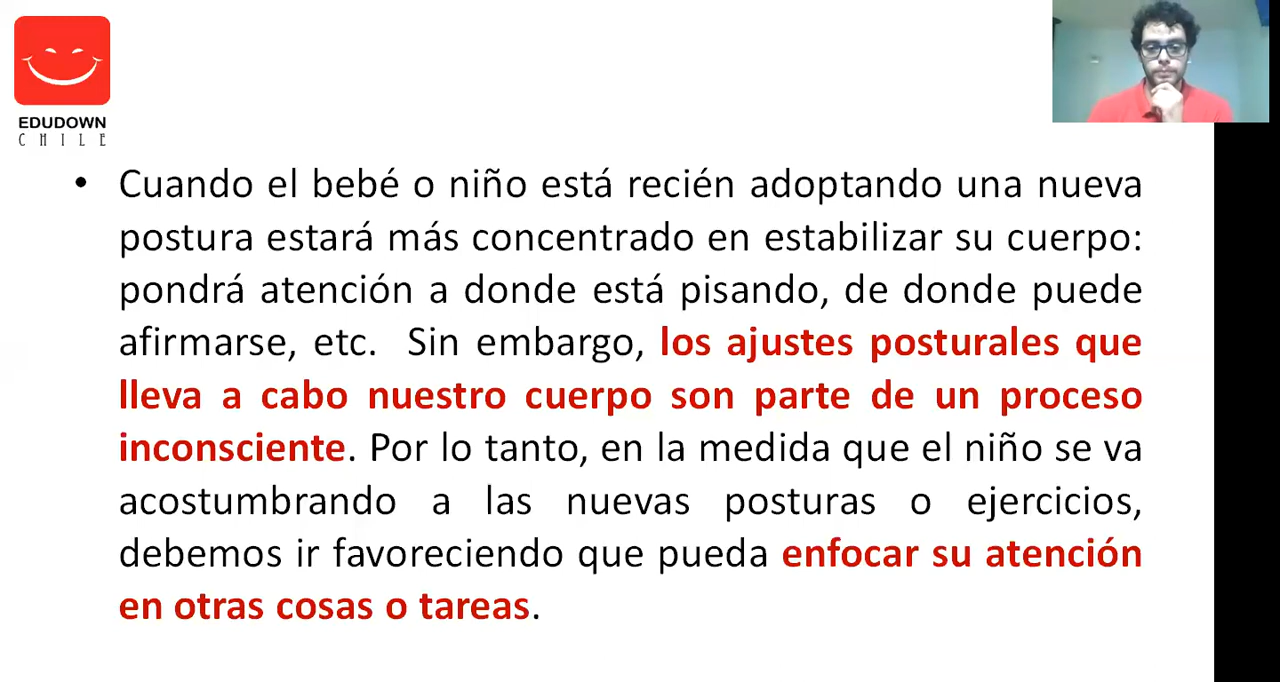 EDUDOWN
CHILE
• Cuando el bebé o niño está recién adoptando una nueva
postura estará más concentrado en estabilizar su cuerpo:
pondrá atención a donde está pisando, de donde puede
afirmarse, etc.  Sin embargo, los ajustes posturales que
lleva a cabo nuestro cuerpo son parte de un proceso
inconsciente. Por lo tanto, en la medida que el niño se va
acostumbrando a las nuevas posturas o ejercicios,
debemos ir favoreciendo que pueda enfocar su atención
en otras cosas o tareas.